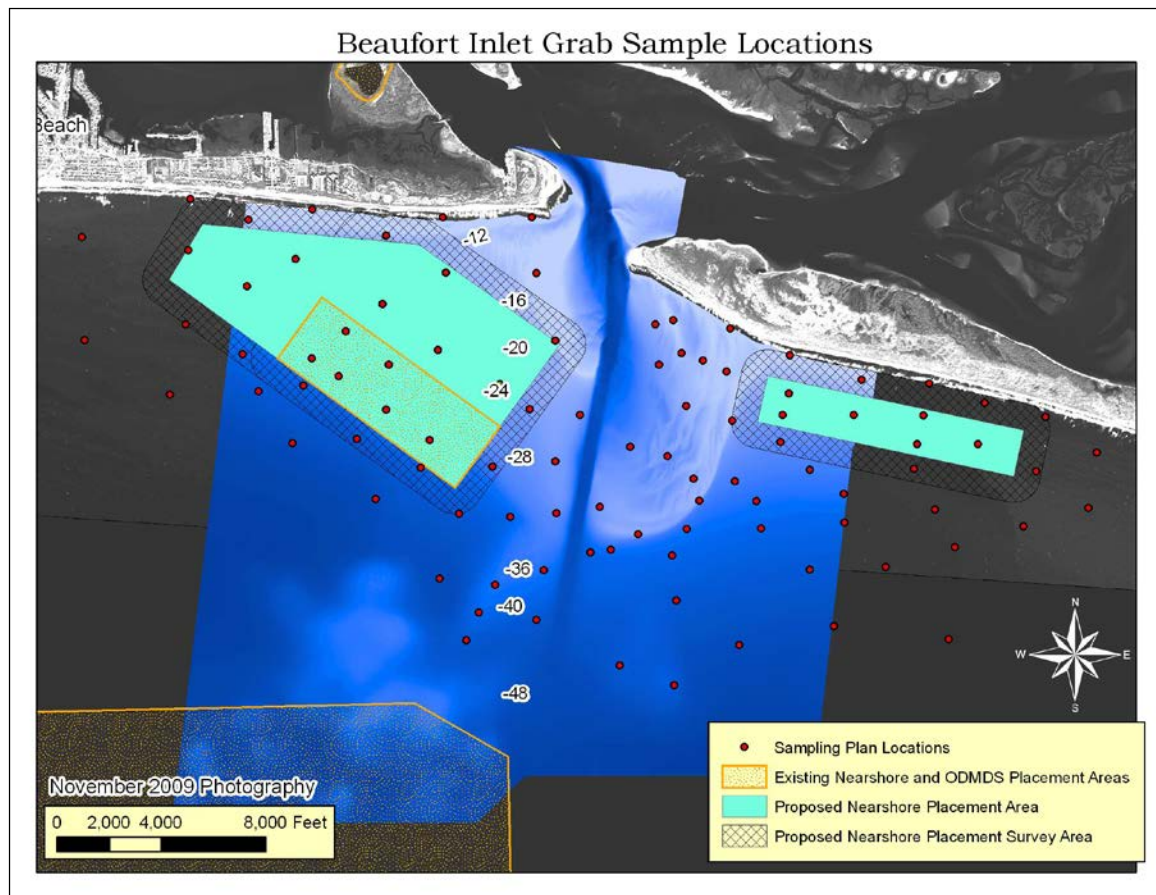 Beaufort Inlet Grab Sample Locations
Beach
-12
-16
-20
-24
-28
-36
-40
-48
N
W
E
S
November 2009 Photography
0 2,000 4,000 8,000 Feet
Sampling Plan Locations
Existing Nearshore and ODMDS Placement Areas
Proposed Nearshore Placement Area
Proposed Nearshore Placement Survey Area